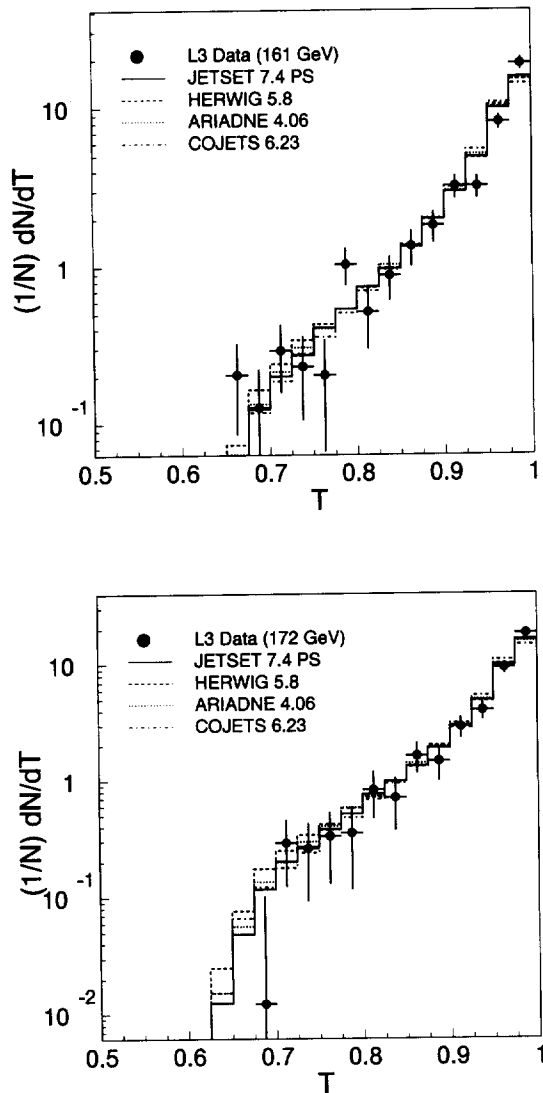 L3 Data (161 GeV)
JETSET 7.4 PS
HERWIG 5.8
ARIADNE 4.06
COJETS 6.23
(1/N) dN/dT
10
1
10⁻¹
0.5 0.6 0.7 0.8 0.9 1
T
L3 Data (172 GeV)
JETSET 7.4 PS
HERWIG 5.8
ARIADNE 4.06
COJETS 6.23
(1/N) dN/dT
10
1
10⁻¹
10⁻²
0.5 0.6 0.7 0.8 0.9 1
T